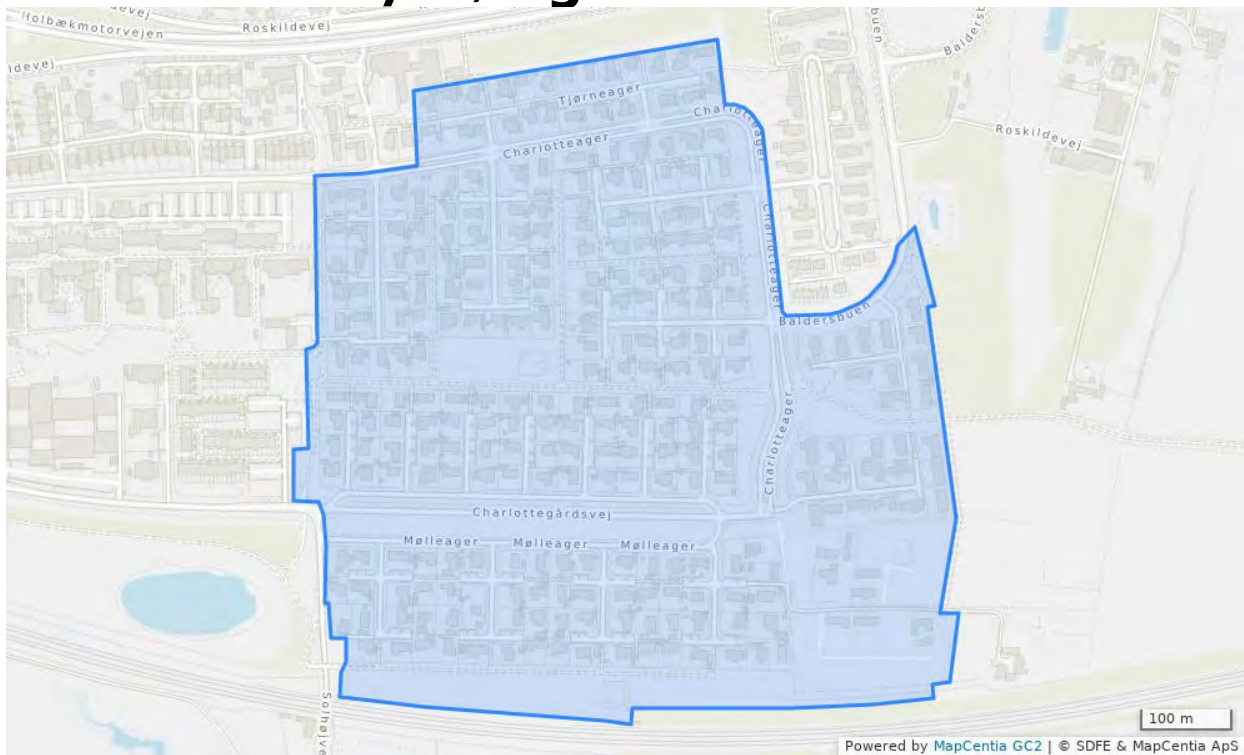 Roskildevej
Holbækmotorvejen
Tjørneager
Charlotteager
Charlotteager
Charlotteager
Charlotteager
Roskildevej
Baldersbuen
Charlotteager
Charlottegårdsvej
Mølleager Mølleager Mølleager
100 m
Powered by MapCentia GC2 | © SDFE & MapCentia ApS